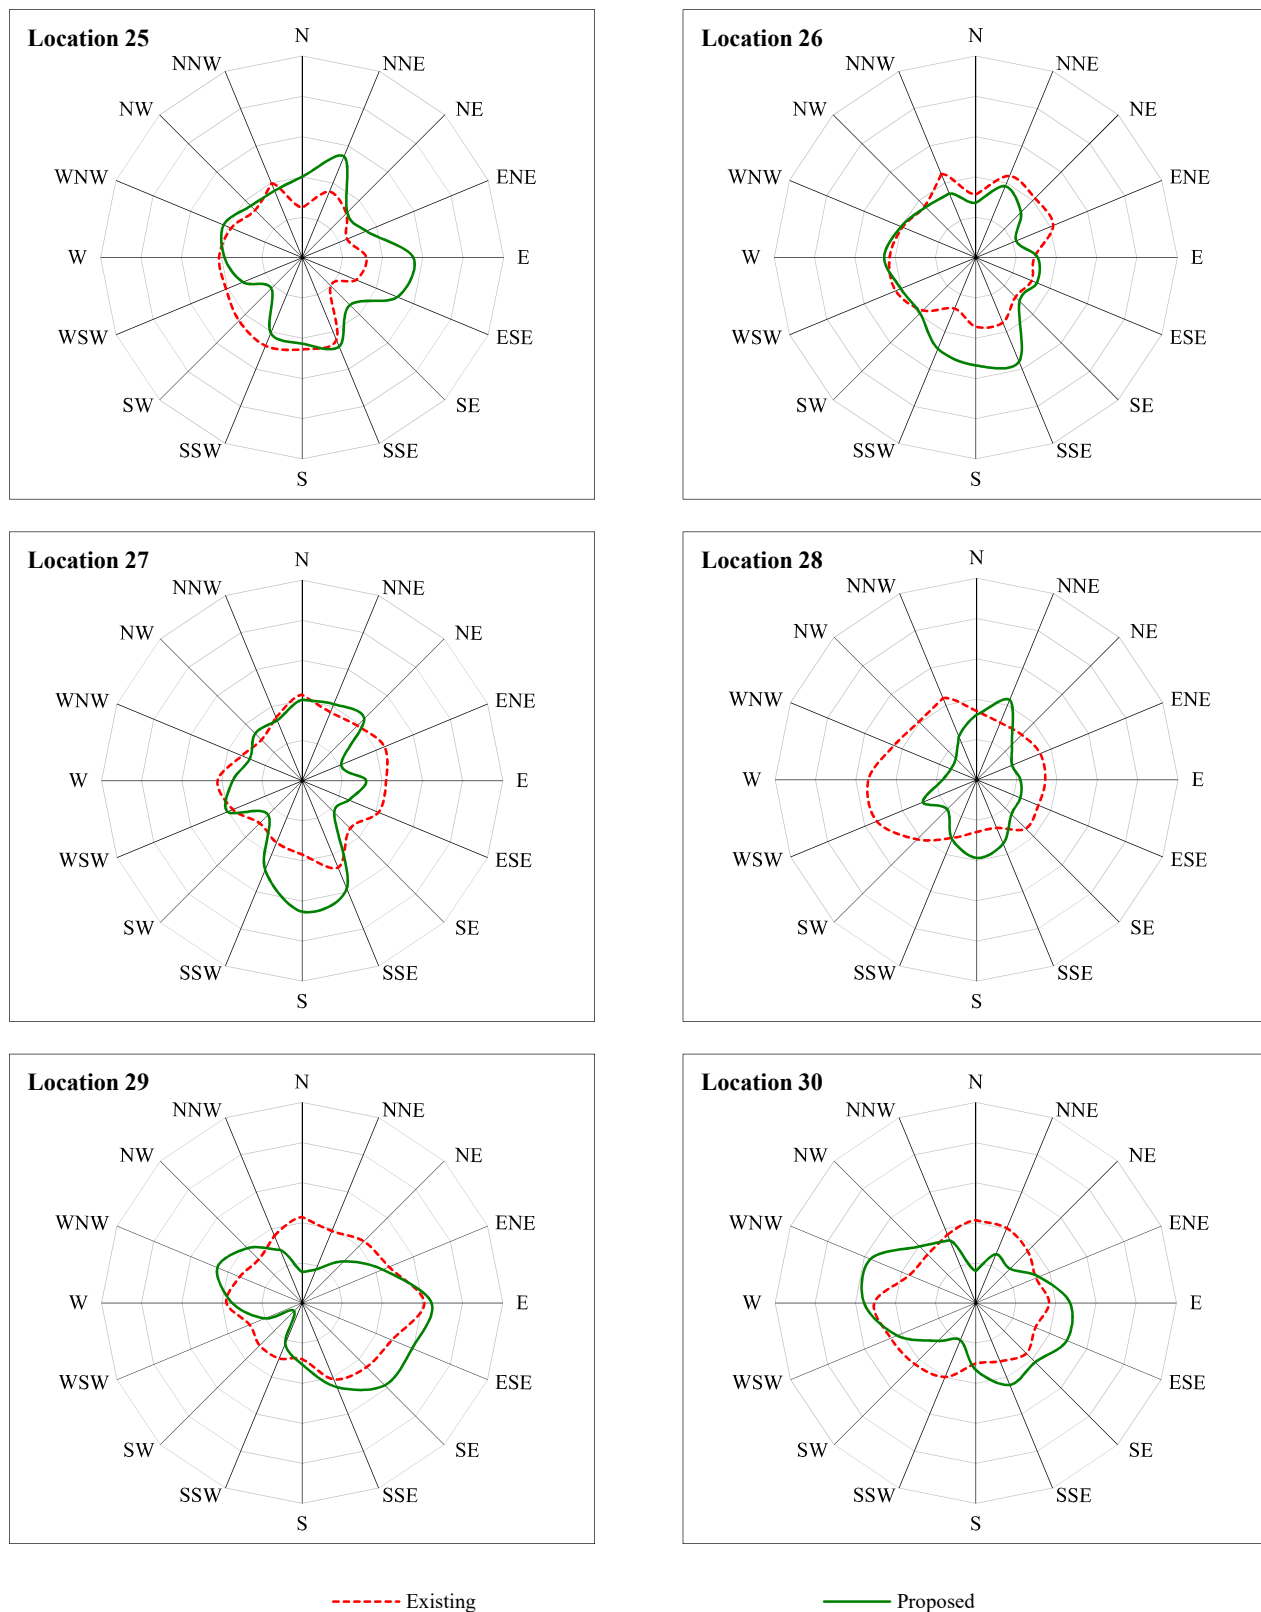 Location 25
N
NNW
NNE
NW
NE
WNW
ENE
W
E
WSW
ESE
SW
SE
SSW
SSE
S
Location 26
N
NNW
NNE
NW
NE
WNW
ENE
W
E
WSW
ESE
SW
SE
SSW
SSE
S
Location 27
N
NNW
NNE
NW
NE
WNW
ENE
W
E
WSW
ESE
SW
SE
SSW
SSE
S
Location 28
N
NNW
NNE
NW
NE
WNW
ENE
W
E
WSW
ESE
SW
SE
SSW
SSE
S
Location 29
N
NNW
NNE
NW
NE
WNW
ENE
W
E
WSW
ESE
SW
SE
SSW
SSE
S
Location 30
N
NNW
NNE
NW
NE
WNW
ENE
W
E
WSW
ESE
SW
SE
SSW
SSE
S
Existing
Proposed